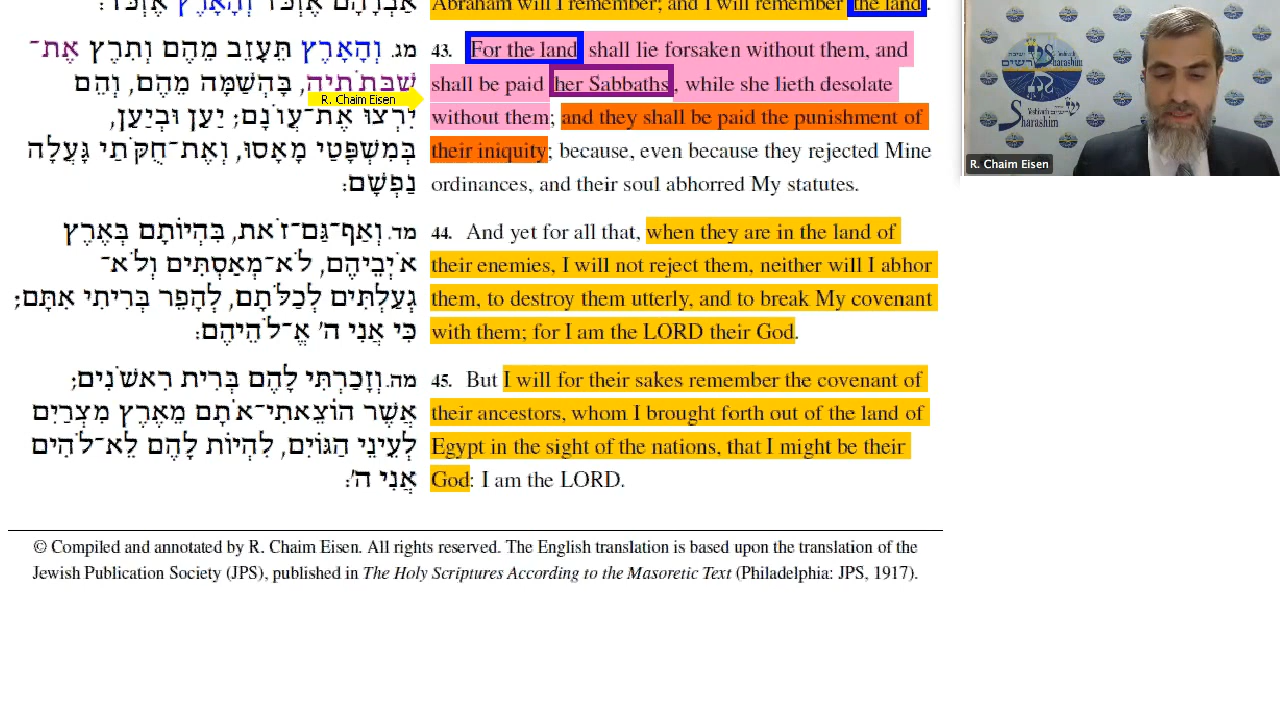 אַבְרָהָם אֶזְכֹּר וְהָאָרֶץ אֶזְכֹּר:
Abraham will I remember; and I will remember the land.
מג. וְהָאָרֶץ תֵּעָזֵב מֵהֶם וְתִרֶץ אֶת־
שַׁבְּתֹתֶיהָ, בָּהְשַׁמָּה מֵהֶם, וְהֵם
יִרְצוּ אֶת־עֲוֹנָם; יַעַן וּבְיַעַן,
בְּמִשְׁפָּטַי מָאָסוּ, וְאֶת־חֻקֹּתַי גָּעֲלָה
נַפְשָׁם:
43. For the land shall lie forsaken without them, and
shall be paid her Sabbaths, while she lieth desolate
without them; and they shall be paid the punishment of
their iniquity; because, even because they rejected Mine
ordinances, and their soul abhorred My statutes.
R. Chaim Eisen
מד. וְאַף־גַּם־זֹאת, בִּהְיוֹתָם בְּאֶרֶץ
אֹיְבֵיהֶם, לֹא־מְאַסְתִּים וְלֹא־
גְעַלְתִּים לְכַלֹּתָם, לְהָפֵר בְּרִיתִי אִתָּם;
כִּי אֲנִי ה' אֱ־לֹהֵיהֶם:
44. And yet for all that, when they are in the land of
their enemies, I will not reject them, neither will I abhor
them, to destroy them utterly, and to break My covenant
with them; for I am the LORD their God.
מה. וְזָכַרְתִּי לָהֶם בְּרִית רִאשֹׁנִים;
אֲשֶׁר הוֹצֵאתִי־אֹתָם מֵאֶרֶץ מִצְרַיִם
לְעֵינֵי הַגּוֹיִם, לִהְיוֹת לָהֶם לֵא־לֹהִים
אֲנִי ה':
45. But I will for their sakes remember the covenant of
their ancestors, whom I brought forth out of the land of
Egypt in the sight of the nations, that I might be their
God: I am the LORD.
© Compiled and annotated by R. Chaim Eisen. All rights reserved. The English translation is based upon the translation of the
Jewish Publication Society (JPS), published in The Holy Scriptures According to the Masoretic Text (Philadelphia: JPS, 1917).
Yeshivath
Sharashim
R. Chaim Eisen